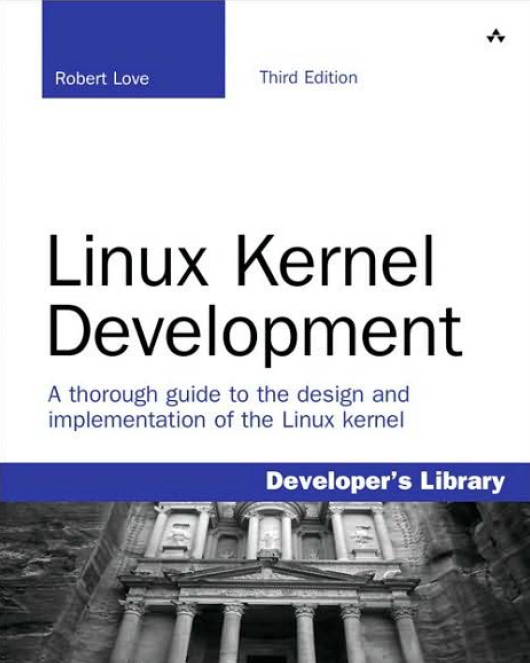 Robert Love
Third Edition
Linux Kernel
Development
A thorough guide to the design and
implementation of the Linux kernel
Developer's Library